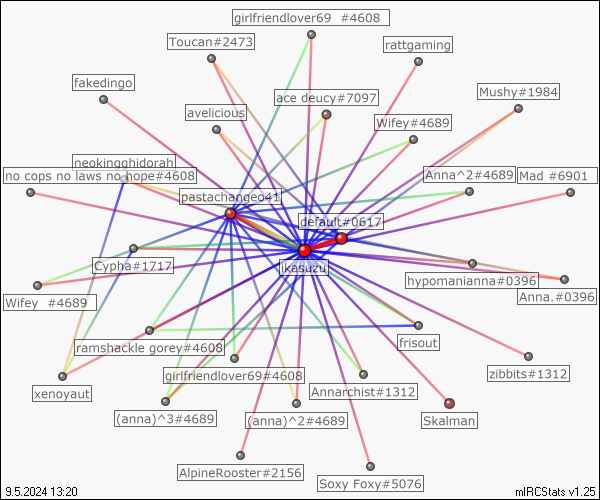 girlfriendlover69 #4608
Toucan#2473
rattgaming
fakedingo
Mushy#1984
ace deucy#7097
avelicious
Wifey#4689
neokingghidorah
no cops no laws no hope#4608
Anna^2#4689
Mad #6901
pastachangeo41
default#0617
Cypha#1717
ikasuzu
hypomanianna#0396
Anna.#0396
Wifey #4689
ramshackle gorey#4608
frisout
girlfriendlover69#4608
zibbits#1312
xenoyaut
Annarchist#1312
(anna)^3#4689
(anna)^2#4689
Skalman
AlpineRooster#2156
Soxy Foxy#5076
9.5.2024 13:20
mIRCStats v1.25